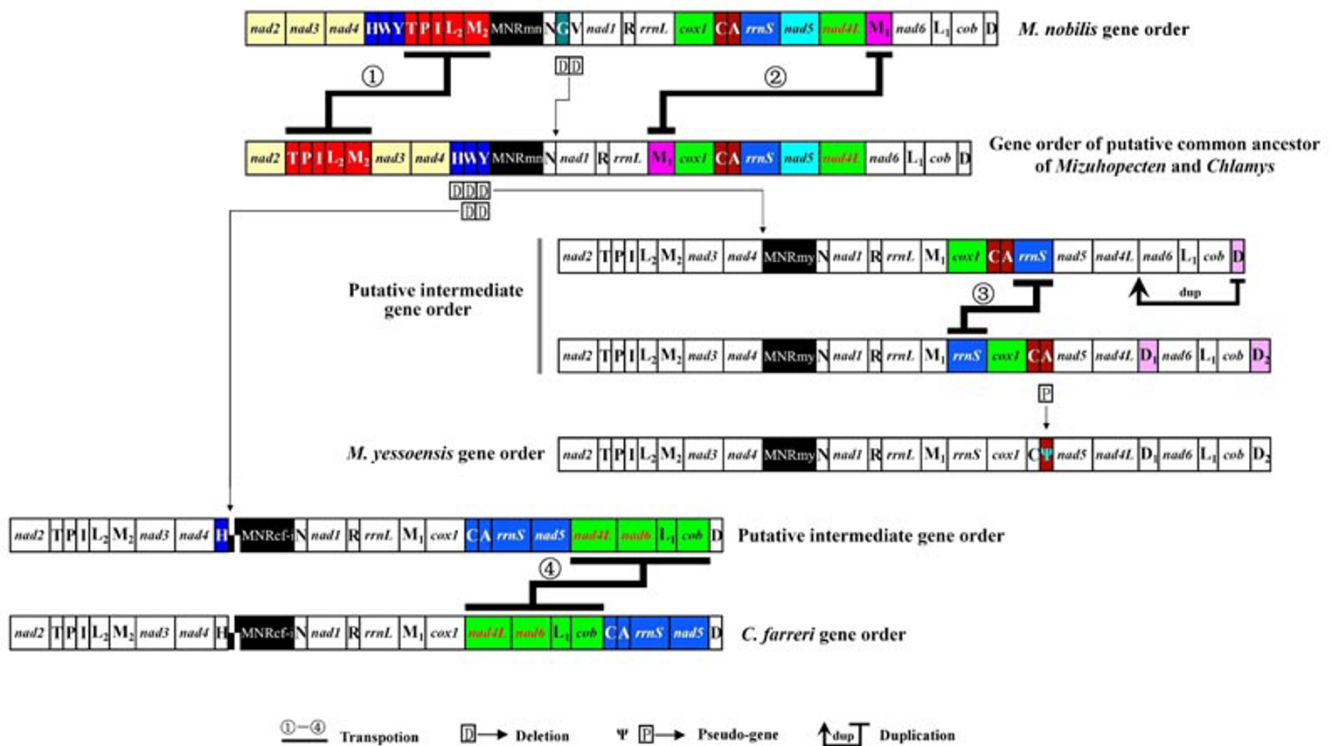 nad2 nad3 nad4 H W Y T P I L2 M2 MNRmn N G V nad1 R rrnL cox1 C A rrnS nad5 nad4L M1 nad6 L1 cob D M. nobilis gene order
① D D ②
nad2 T P I L2 M2 nad3 nad4 H W Y MNRmn N nad1 R rrnL M1 cox1 C A rrnS nad5 nad4L nad6 L1 cob D
Gene order of putative common ancestor
of Mizuhopecten and Chlamys
D D D
D D
nad2 T P I L2 M2 nad3 nad4 MNRmy N nad1 R rrnL M1 cox1 C A rrnS nad5 nad4L nad6 L1 cob D
Putative intermediate
gene order
③ dup
nad2 T P I L2 M2 nad3 nad4 MNRmy N nad1 R rrnL M1 rrnS cox1 C A nad5 nad4L D1 nad6 L1 cob D2
P
M. yessoensis gene order nad2 T P I L2 M2 nad3 nad4 MNRmy N nad1 R rrnL M1 rrnS cox1 C Ψ nad5 nad4L D1 nad6 L1 cob D2
nad2 T P I L2 M2 nad3 nad4 H MNRcf-i N nad1 R rrnL M1 cox1 C A rrnS nad5 nad4L nad6 L1 cob D Putative intermediate gene order
④
nad2 T P I L2 M2 nad3 nad4 H MNRcf-i N nad1 R rrnL M1 cox1 nad4L nad6 L1 cob C A rrnS nad5 D C. farreri gene order
①–④ Transpotion D Deletion Ψ P Pseudo-gene dup Duplication